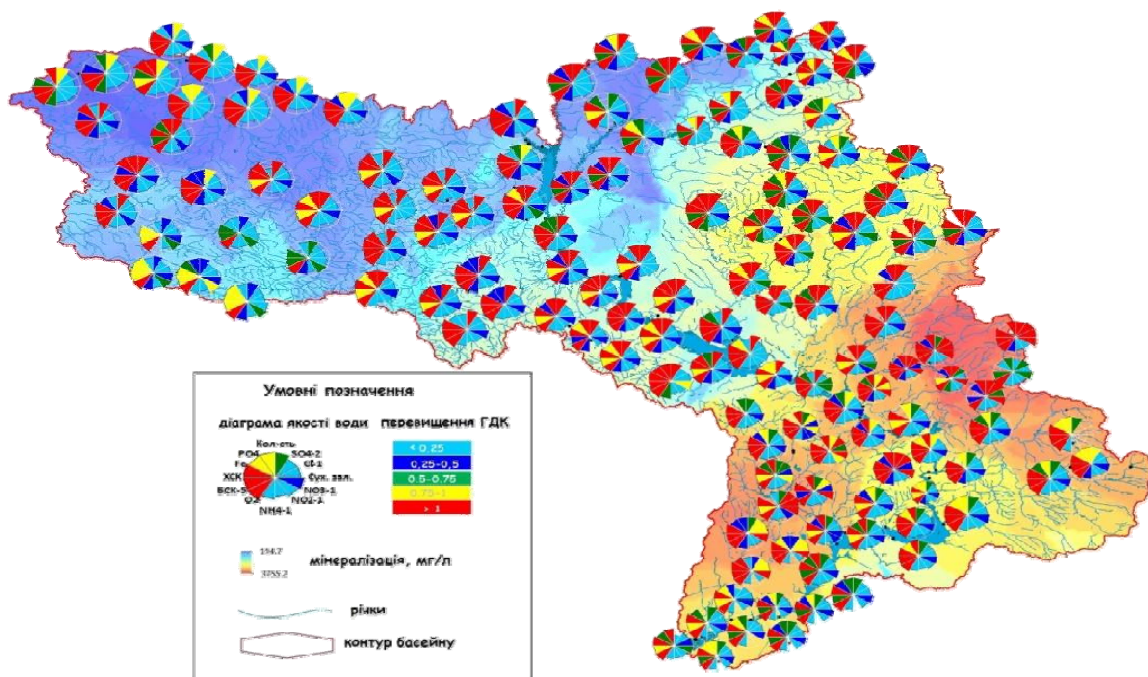 Умовні позначення
діаграма якості води перевищення ГДК
Кол-сть
PO4 SO4-2
Fe Cl-1
ХСК Сух. зал.
БСК-5 NO3-1
O2 NO2-1
NH4-1
< 0,25
0,25-0,5
0.5-0.75
0.75-1
> 1
194.7
3755.2
мінералізація, мг/л
річки
контур басейну